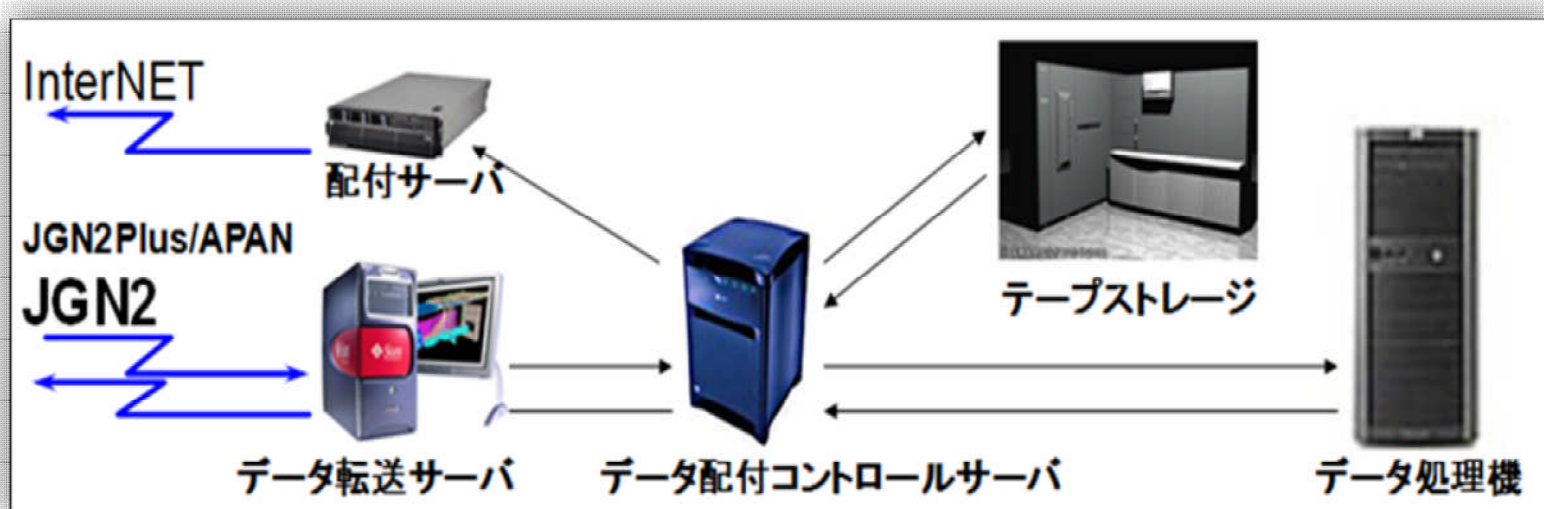 InterNET
配付サーバ
JGN2Plus/APAN
JGN2
テープストレージ
Sun
データ転送サーバ
データ配付コントロールサーバ
データ処理機